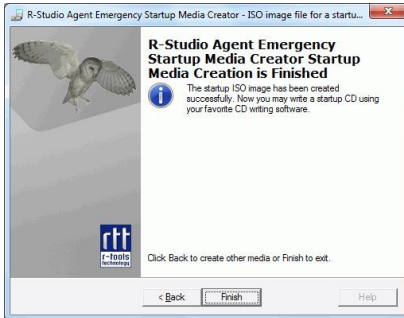 R-Studio Agent Emergency Startup Media Creator - ISO image file for a startu...
R-Studio Agent Emergency
Startup Media Creator Startup
Media Creation is Finished
The startup ISO image has been created
successfully. Now you may write a startup CD using
your favorite CD writing software.
rtt
r-tools
technology
Click Back to create other media or Finish to exit.
< Back
Finish
Help